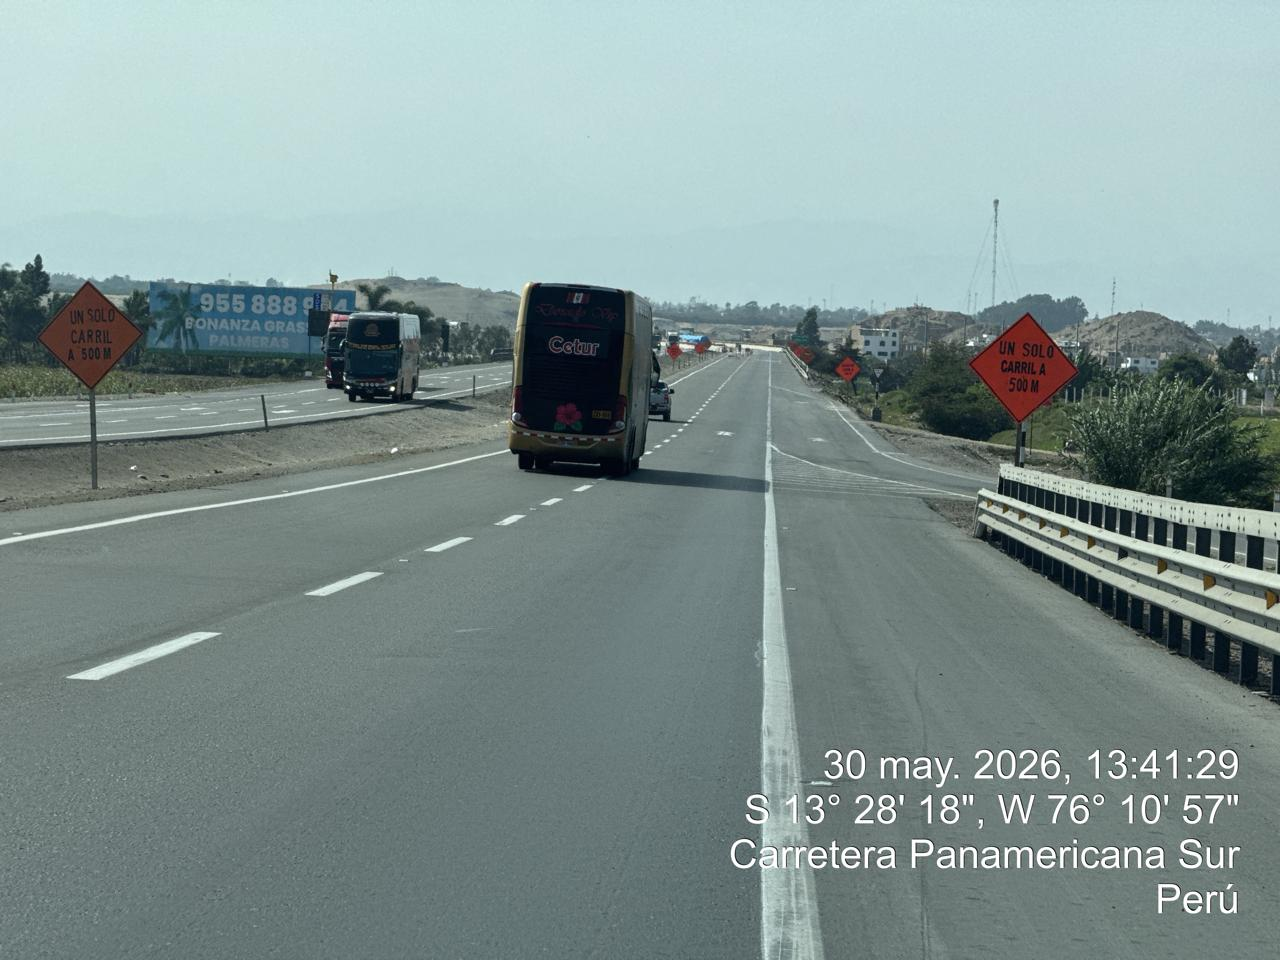 UN SOLO
CARRIL
A 500 M
955 888 9
BONANZA GRASS
PALMERAS
Cetur
UN SOLO
CARRIL A
500 M
30 may. 2026, 13:41:29
S 13° 28' 18", W 76° 10' 57"
Carretera Panamericana Sur
Perú